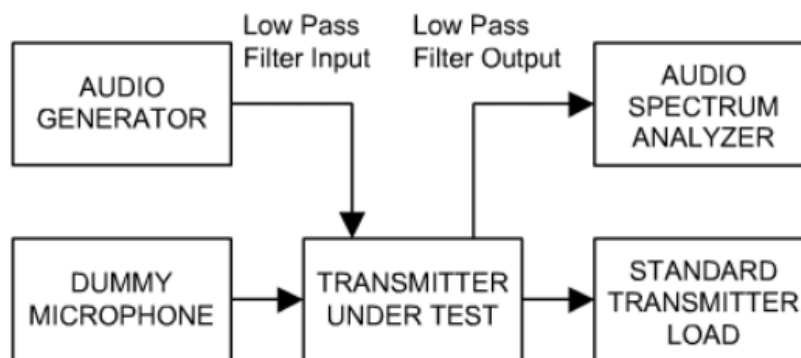 Low Pass
Filter Input
Low Pass
Filter Output
AUDIO
GENERATOR
AUDIO
SPECTRUM
ANALYZER
DUMMY
MICROPHONE
TRANSMITTER
UNDER TEST
STANDARD
TRANSMITTER
LOAD